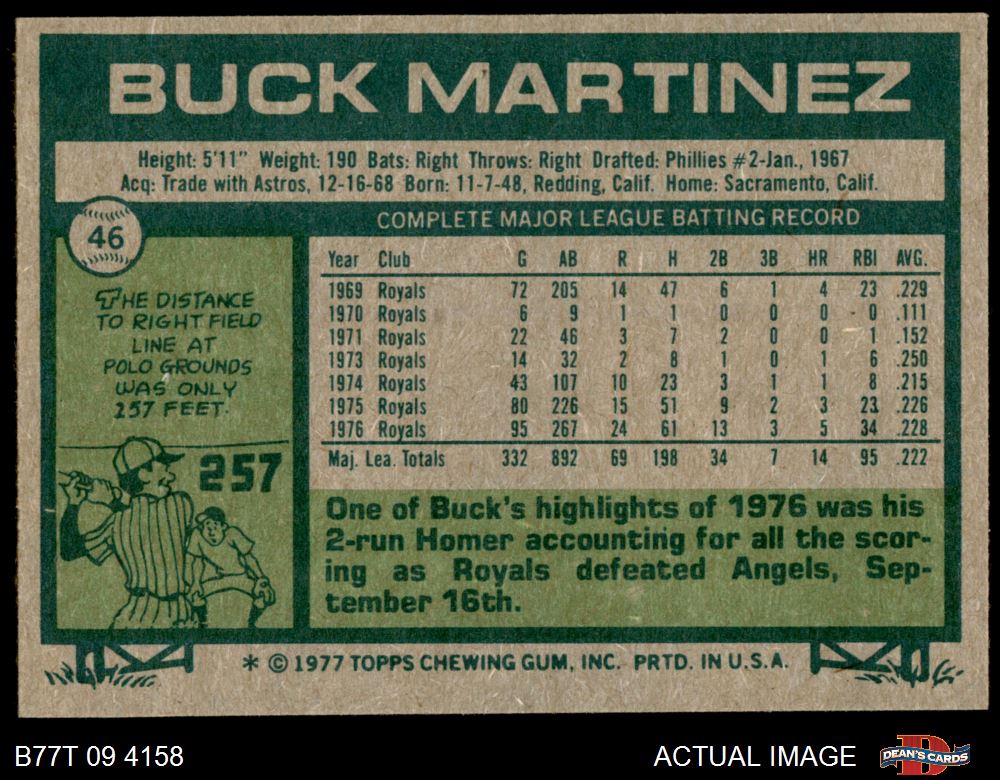 BUCK MARTINEZ
Height: 5'11" Weight: 190 Bats: Right Throws: Right Drafted: Phillies #2-Jan., 1967
Acq: Trade with Astros, 12-16-68 Born: 11-7-48, Redding, Calif. Home: Sacramento, Calif.
46
THE DISTANCE
TO RIGHT FIELD
LINE AT
POLO GROUNDS
WAS ONLY
257 FEET.
257
COMPLETE MAJOR LEAGUE BATTING RECORD
Year Club G AB R H 2B 3B HR RBI AVG.
1969 Royals 72 205 14 47 6 1 4 23 .229
1970 Royals 6 9 1 1 0 0 0 0 .111
1971 Royals 22 46 3 7 2 0 0 1 .152
1973 Royals 14 32 2 8 1 0 1 6 .250
1974 Royals 43 107 10 23 3 1 1 8 .215
1975 Royals 80 226 15 51 9 2 3 23 .226
1976 Royals 95 267 24 61 13 3 5 34 .228
Maj. Lea. Totals 332 892 69 198 34 7 14 95 .222
One of Buck's highlights of 1976 was his
2-run Homer accounting for all the scor-
ing as Royals defeated Angels, Sep-
tember 16th.
* © 1977 TOPPS CHEWING GUM, INC. PRTD. IN U.S.A.
B77T 09 4158
ACTUAL IMAGE
DEAN'S CARDS